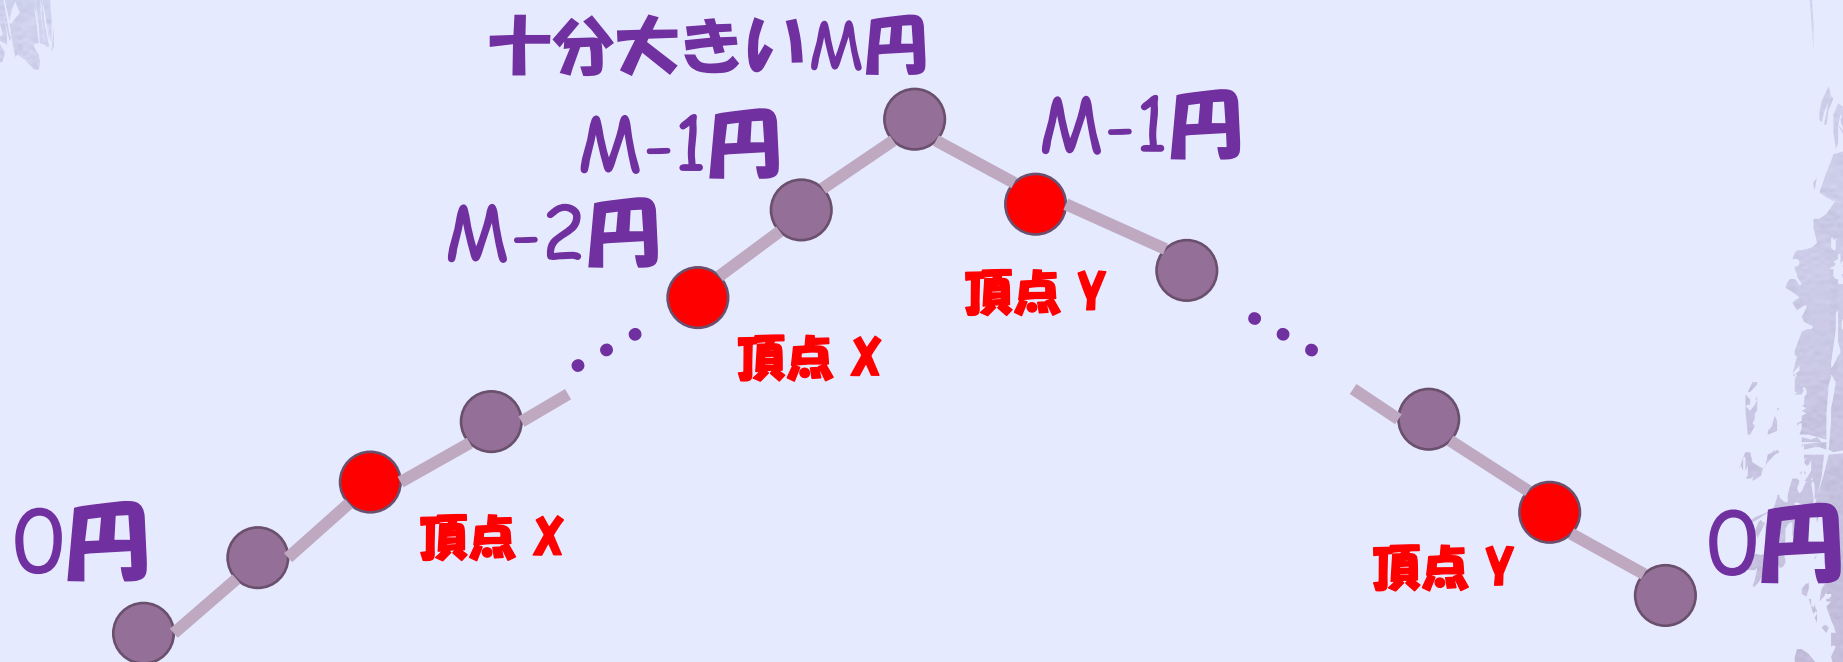 十分大きいM円
M-1円
M-1円
M-2円
頂点 Y
頂点 X
0円
頂点 X
頂点 Y
0円